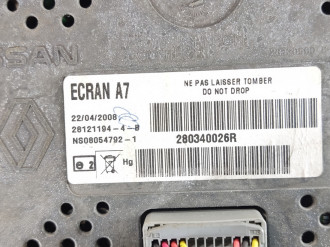 ECRAN A7
NE PAS LAISSER TOMBER
DO NOT DROP
22/04/2008
28121194-4-B
NS08054792-1
280340026R
2
Hg